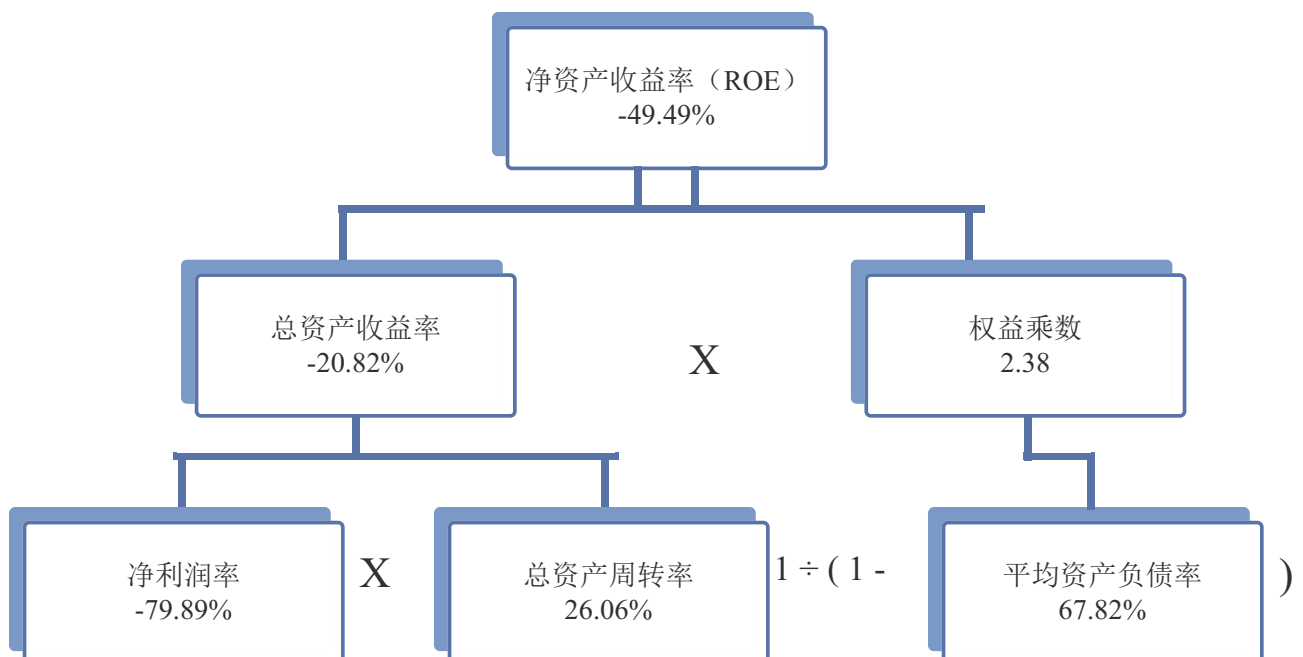 净资产收益率（ROE）
-49.49%
总资产收益率
-20.82%
X
权益乘数
2.38
净利润率
-79.89%
X
总资产周转率
26.06%
1 ÷ ( 1 -
平均资产负债率
67.82%
)